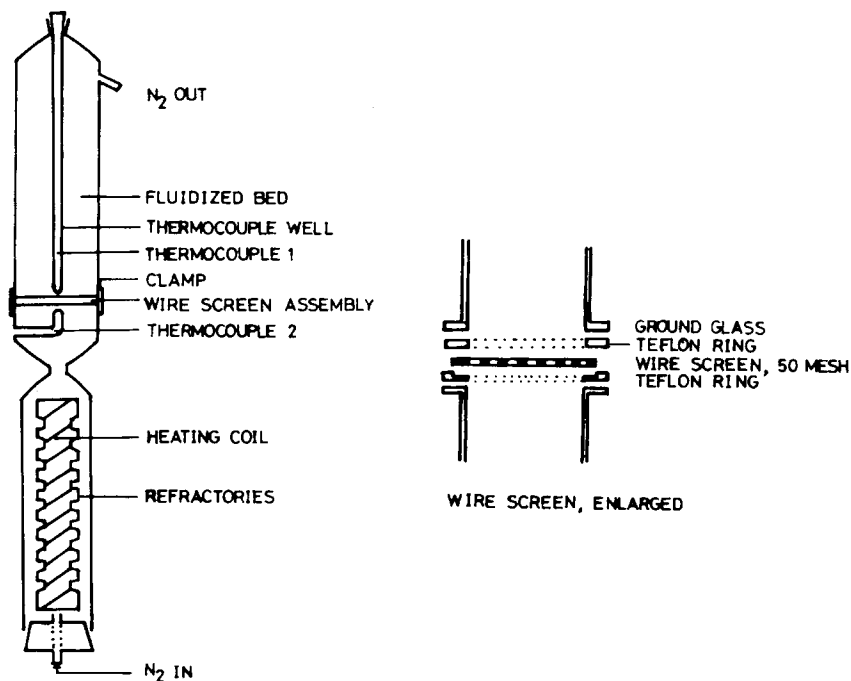 N2 OUT
FLUIDIZED BED
THERMOCOUPLE WELL
THERMOCOUPLE 1
CLAMP
WIRE SCREEN ASSEMBLY
THERMOCOUPLE 2
HEATING COIL
REFRACTORIES
N2 IN
GROUND GLASS
TEFLON RING
WIRE SCREEN, 50 MESH
TEFLON RING
WIRE SCREEN, ENLARGED